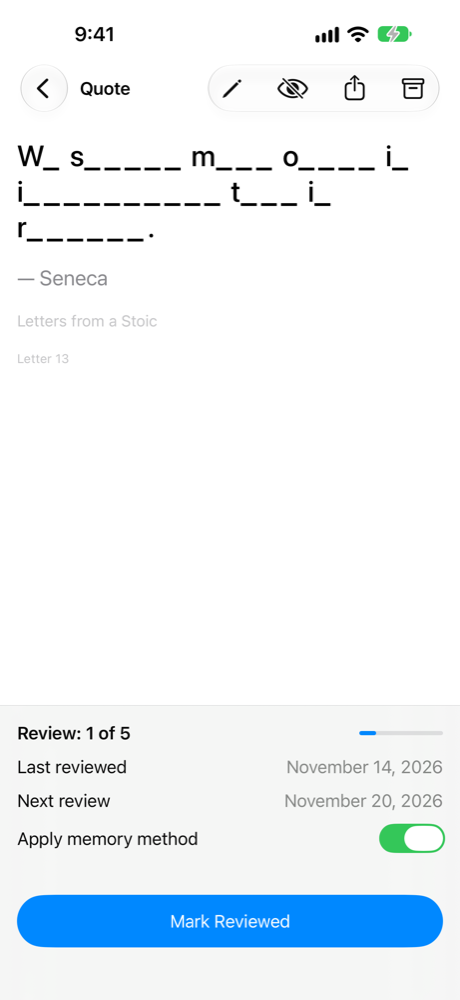 9:41
Quote
W_ s_____ m___ o____ i_
i__________ t___ i_
r______.
— Seneca
Letters from a Stoic
Letter 13
Review: 1 of 5
Last reviewed November 14, 2026
Next review November 20, 2026
Apply memory method
Mark Reviewed